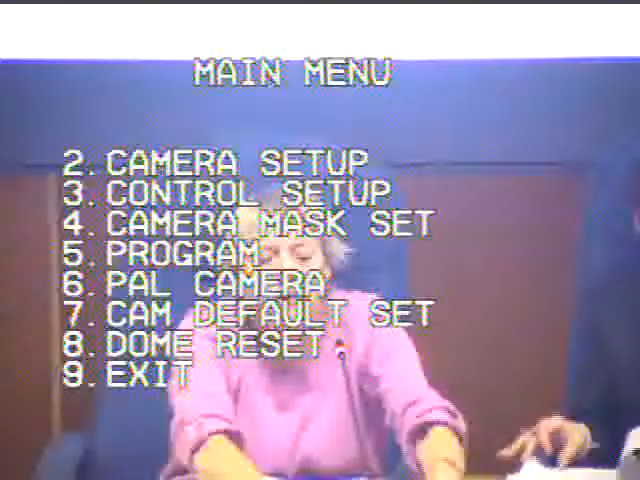 MAIN MENU
2. CAMERA SETUP
3. CONTROL SETUP
4. CAMERA MASK SET
5. PROGRAM
6. PAL CAMERA
7. CAM DEFAULT SET
8. DOME RESET
9. EXIT